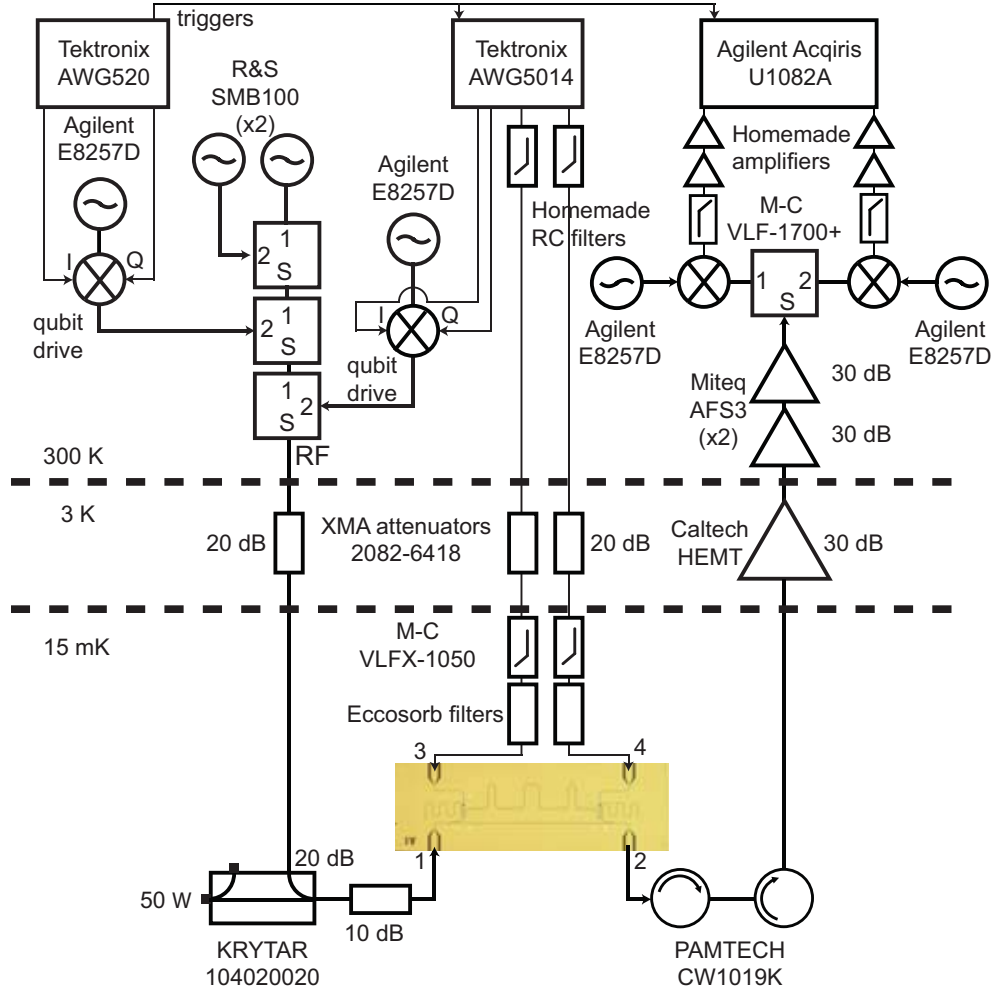 triggers
Tektronix
AWG520
R&S
SMB100
(x2)
Tektronix
AWG5014
Agilent Acqiris
U1082A
Agilent
E8257D
Agilent
E8257D
Homemade
amplifiers
Homemade
RC filters
M-C
VLF-1700+
I
Q
1
2
S
1
2
S
1
2
S
I
Q
1
2
S
qubit
drive
qubit
drive
Agilent
E8257D
Agilent
E8257D
Miteq
AFS3
(x2)
30 dB
30 dB
RF
300 K
3 K
20 dB
XMA attenuators
2082-6418
20 dB
Caltech
HEMT
30 dB
15 mK
M-C
VLFX-1050
Eccosorb filters
3
4
1
2
20 dB
50 W
10 dB
KRYTAR
104020020
PAMTECH
CW1019K